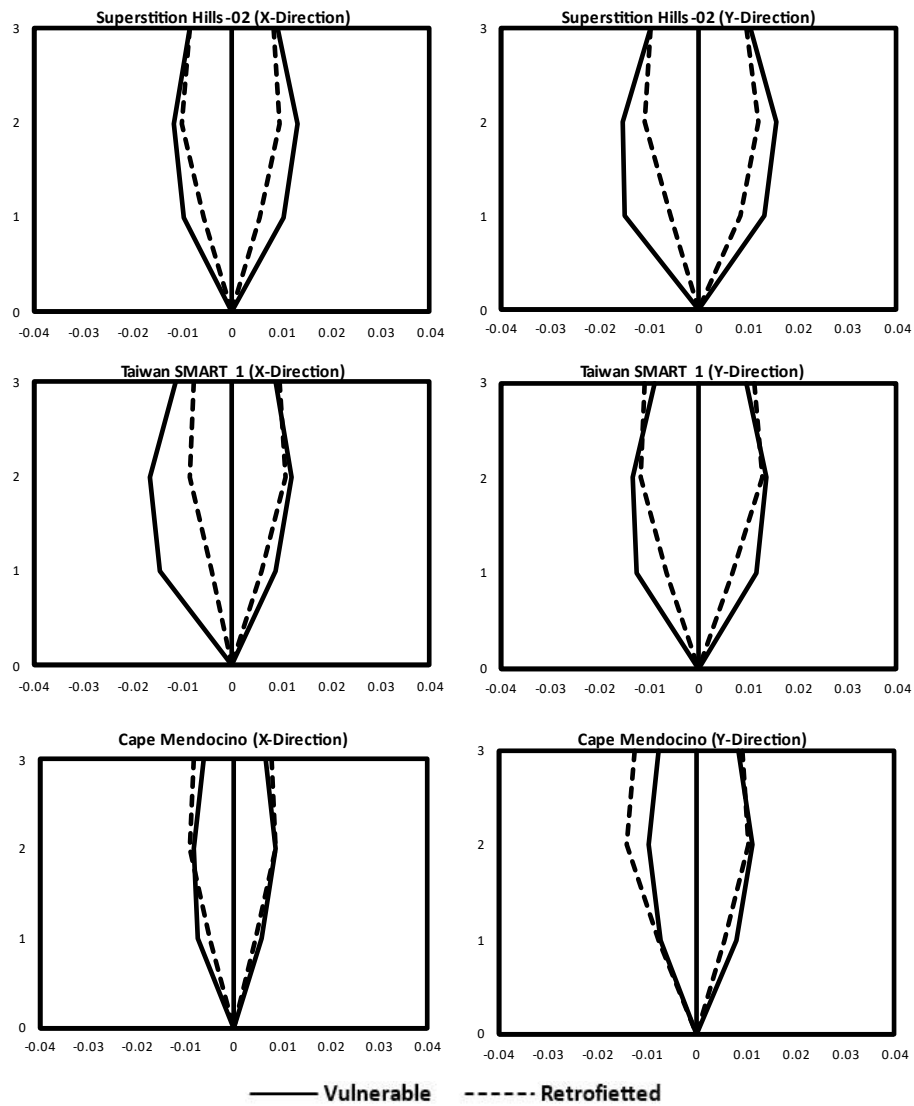 Superstition Hills-02 (X-Direction)
3
2
1
0
-0.04 -0.03 -0.02 -0.01 0 0.01 0.02 0.03 0.04
Superstition Hills-02 (Y-Direction)
3
2
1
0
-0.04 -0.03 -0.02 -0.01 0 0.01 0.02 0.03 0.04
Taiwan SMART 1 (X-Direction)
3
2
1
0
-0.04 -0.03 -0.02 -0.01 0 0.01 0.02 0.03 0.04
Taiwan SMART 1 (Y-Direction)
3
2
1
0
-0.04 -0.03 -0.02 -0.01 0 0.01 0.02 0.03 0.04
Cape Mendocino (X-Direction)
3
2
1
0
-0.04 -0.03 -0.02 -0.01 0 0.01 0.02 0.03 0.04
Cape Mendocino (Y-Direction)
3
2
1
0
-0.04 -0.03 -0.02 -0.01 0 0.01 0.02 0.03 0.04
Vulnerable Retrofietted